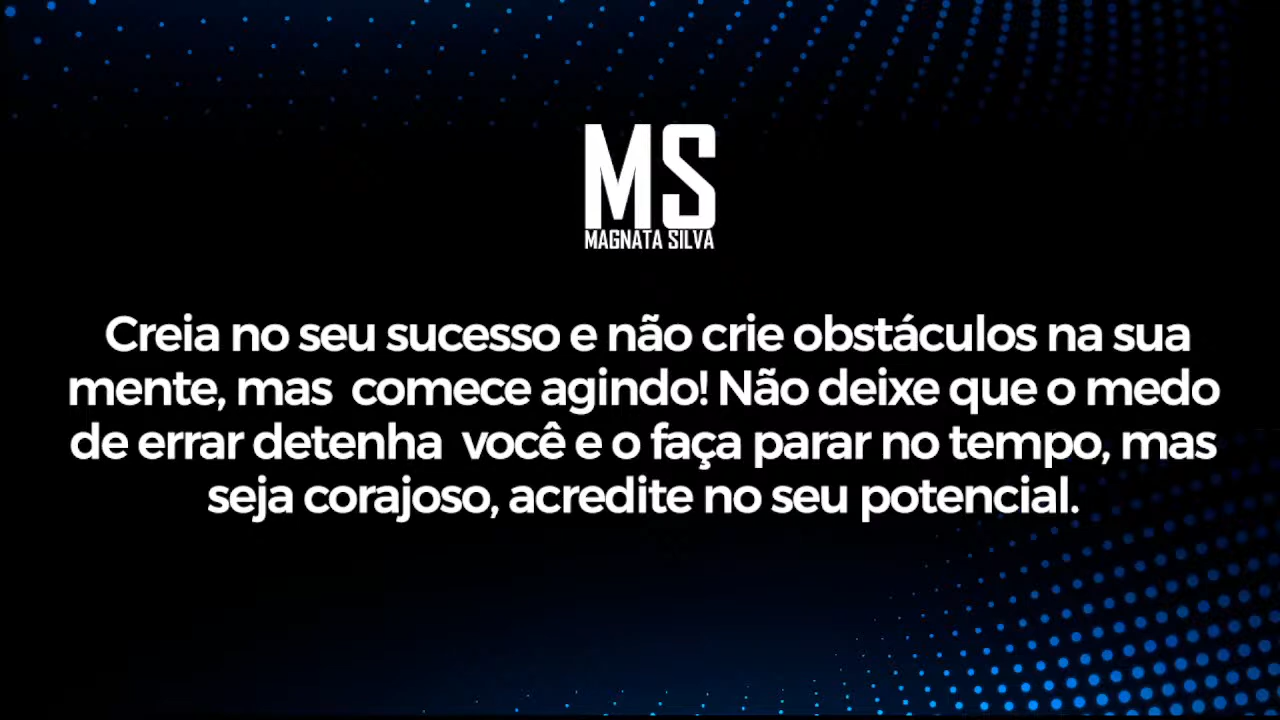 MS
MAGNATA SILVA
Creia no seu sucesso e não crie obstáculos na sua
mente, mas  comece agindo! Não deixe que o medo
de errar detenha  você e o faça parar no tempo, mas
seja corajoso, acredite no seu potencial.